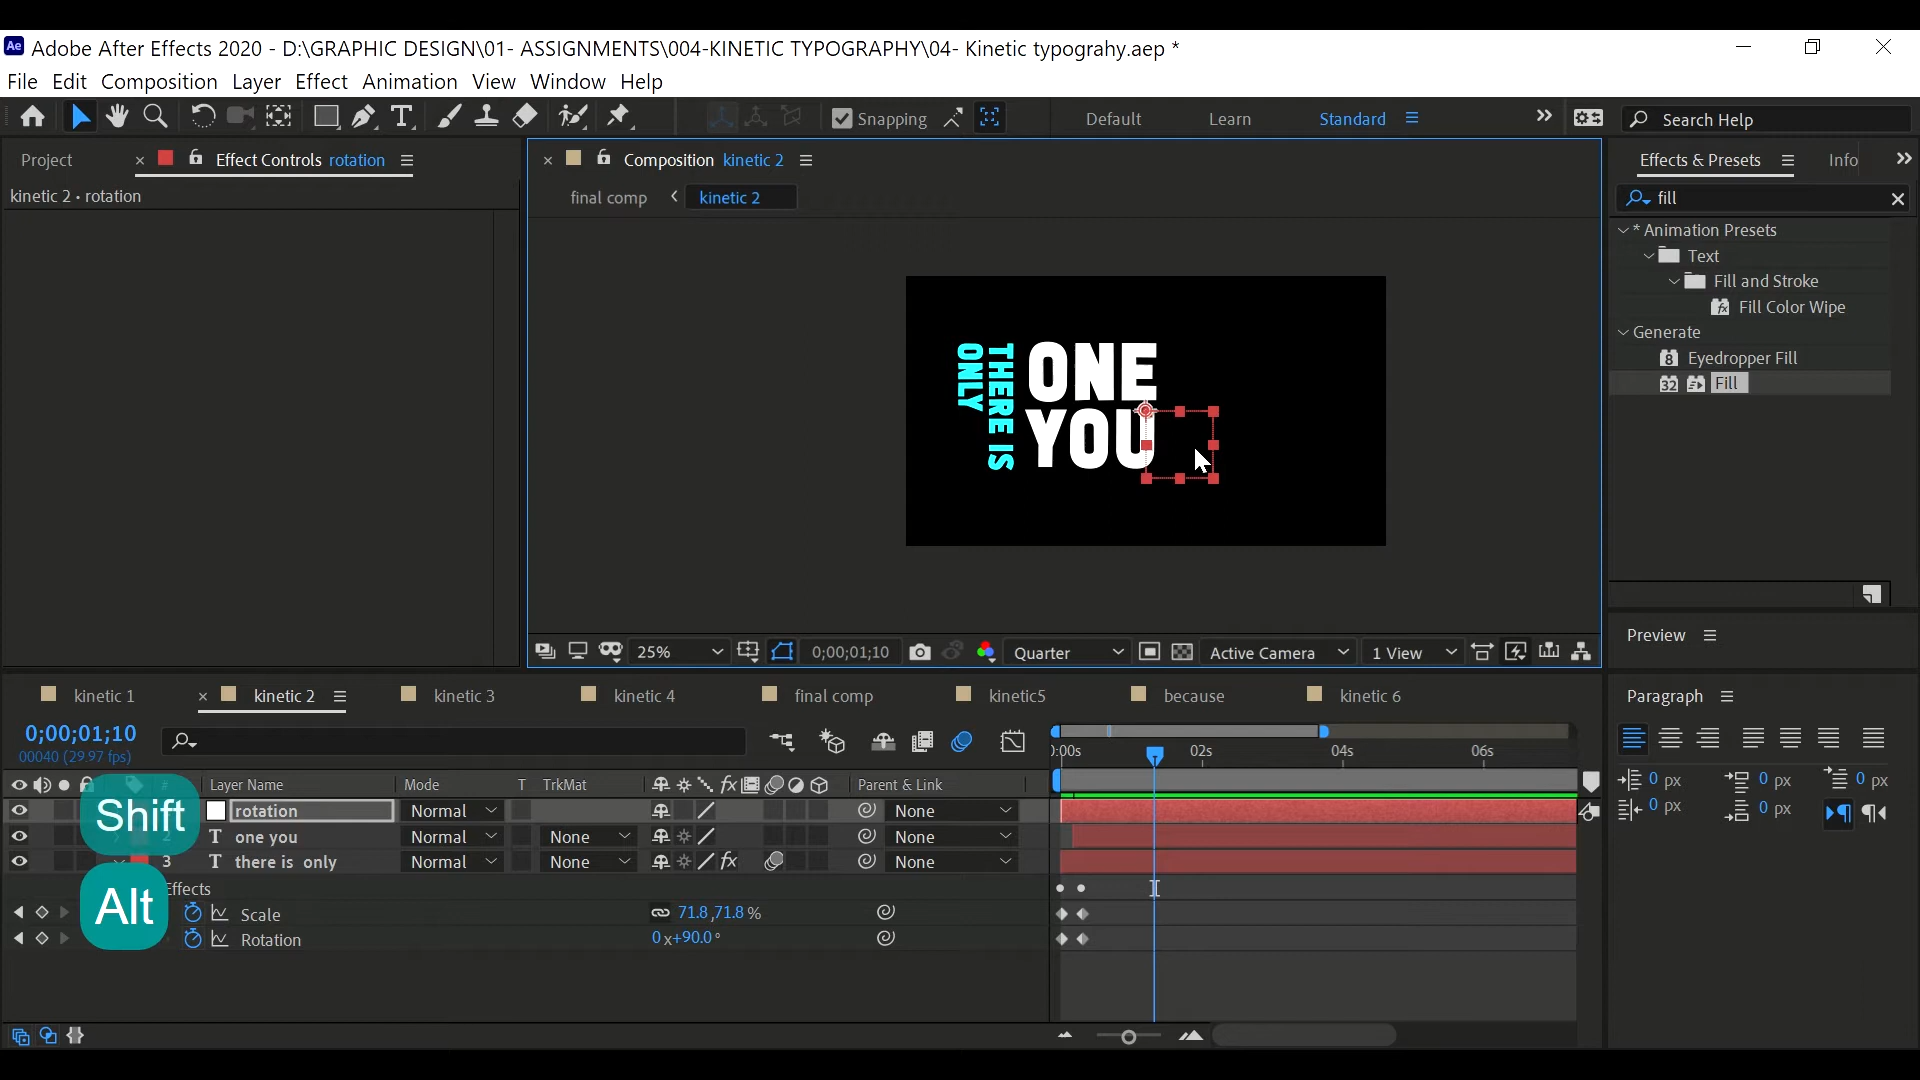 Ae Adobe After Effects 2020 - D:\GRAPHIC DESIGN\01- ASSIGNMENTS\004-KINETIC TYPOGRAPHY\04- Kinetic typograhy.aep *
File Edit Composition Layer Effect Animation View Window Help
Snapping Default Learn Standard Search Help
Project Effect Controls rotation
kinetic 2 • rotation
Composition kinetic 2
final comp kinetic 2
ONE
YOU
THERE IS
ONLY
25% 0;00;01;10 Quarter Active Camera 1 View
Effects & Presets Info
fill
* Animation Presets
Text
Fill and Stroke
Fill Color Wipe
Generate
8 Eyedropper Fill
32 Fill
Preview
Paragraph
0 px 0 px 0 px
0 px 0 px
kinetic 1 kinetic 2 kinetic 3 kinetic 4 final comp kinetic5 because kinetic 6
0;00;01;10
00040 (29.97 fps)
):00s 02s 04s 06s
# Layer Name Mode T TrkMat fx Parent & Link
rotation Normal None
T one you Normal None None
3 T there is only Normal None fx None
Effects
Scale 71.8,71.8 %
Rotation 0x+90.0 °
Shift
Alt